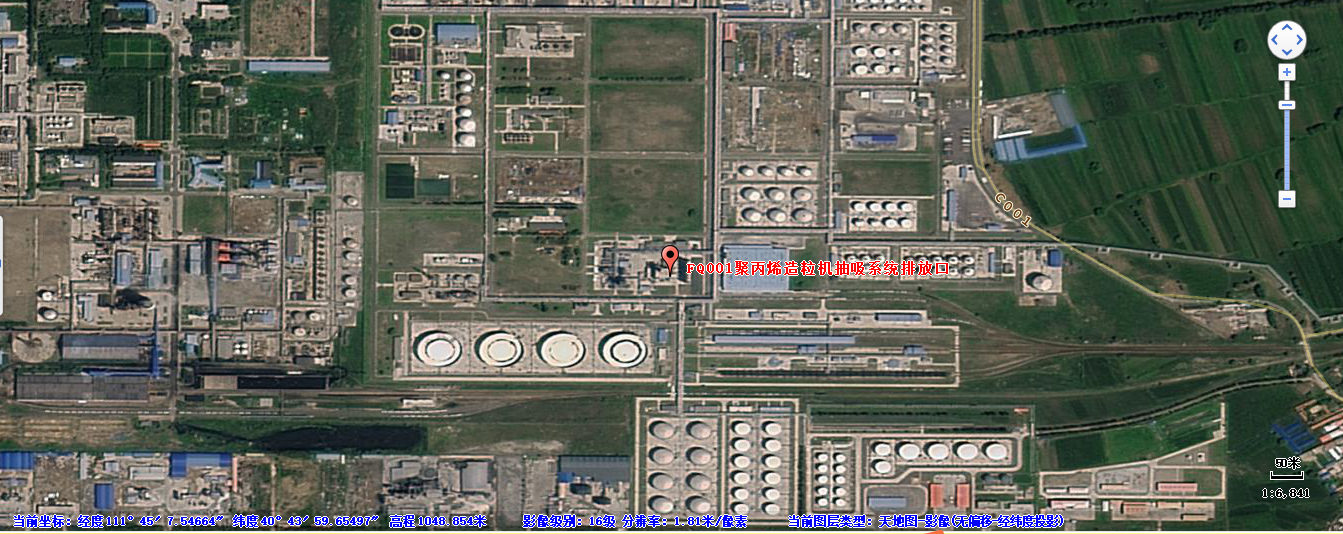 C001
FQ001聚丙烯造粒机抽吸系统排放口
50米
1:6,841
当前坐标: 经度111° 45′ 7.54664″ 纬度40° 43′ 59.65497″ 高程1048.854米 影像级别: 16级 分辨率: 1.81米/像素 当前图层类型: 天地图-影像(无偏移-经纬度投影)